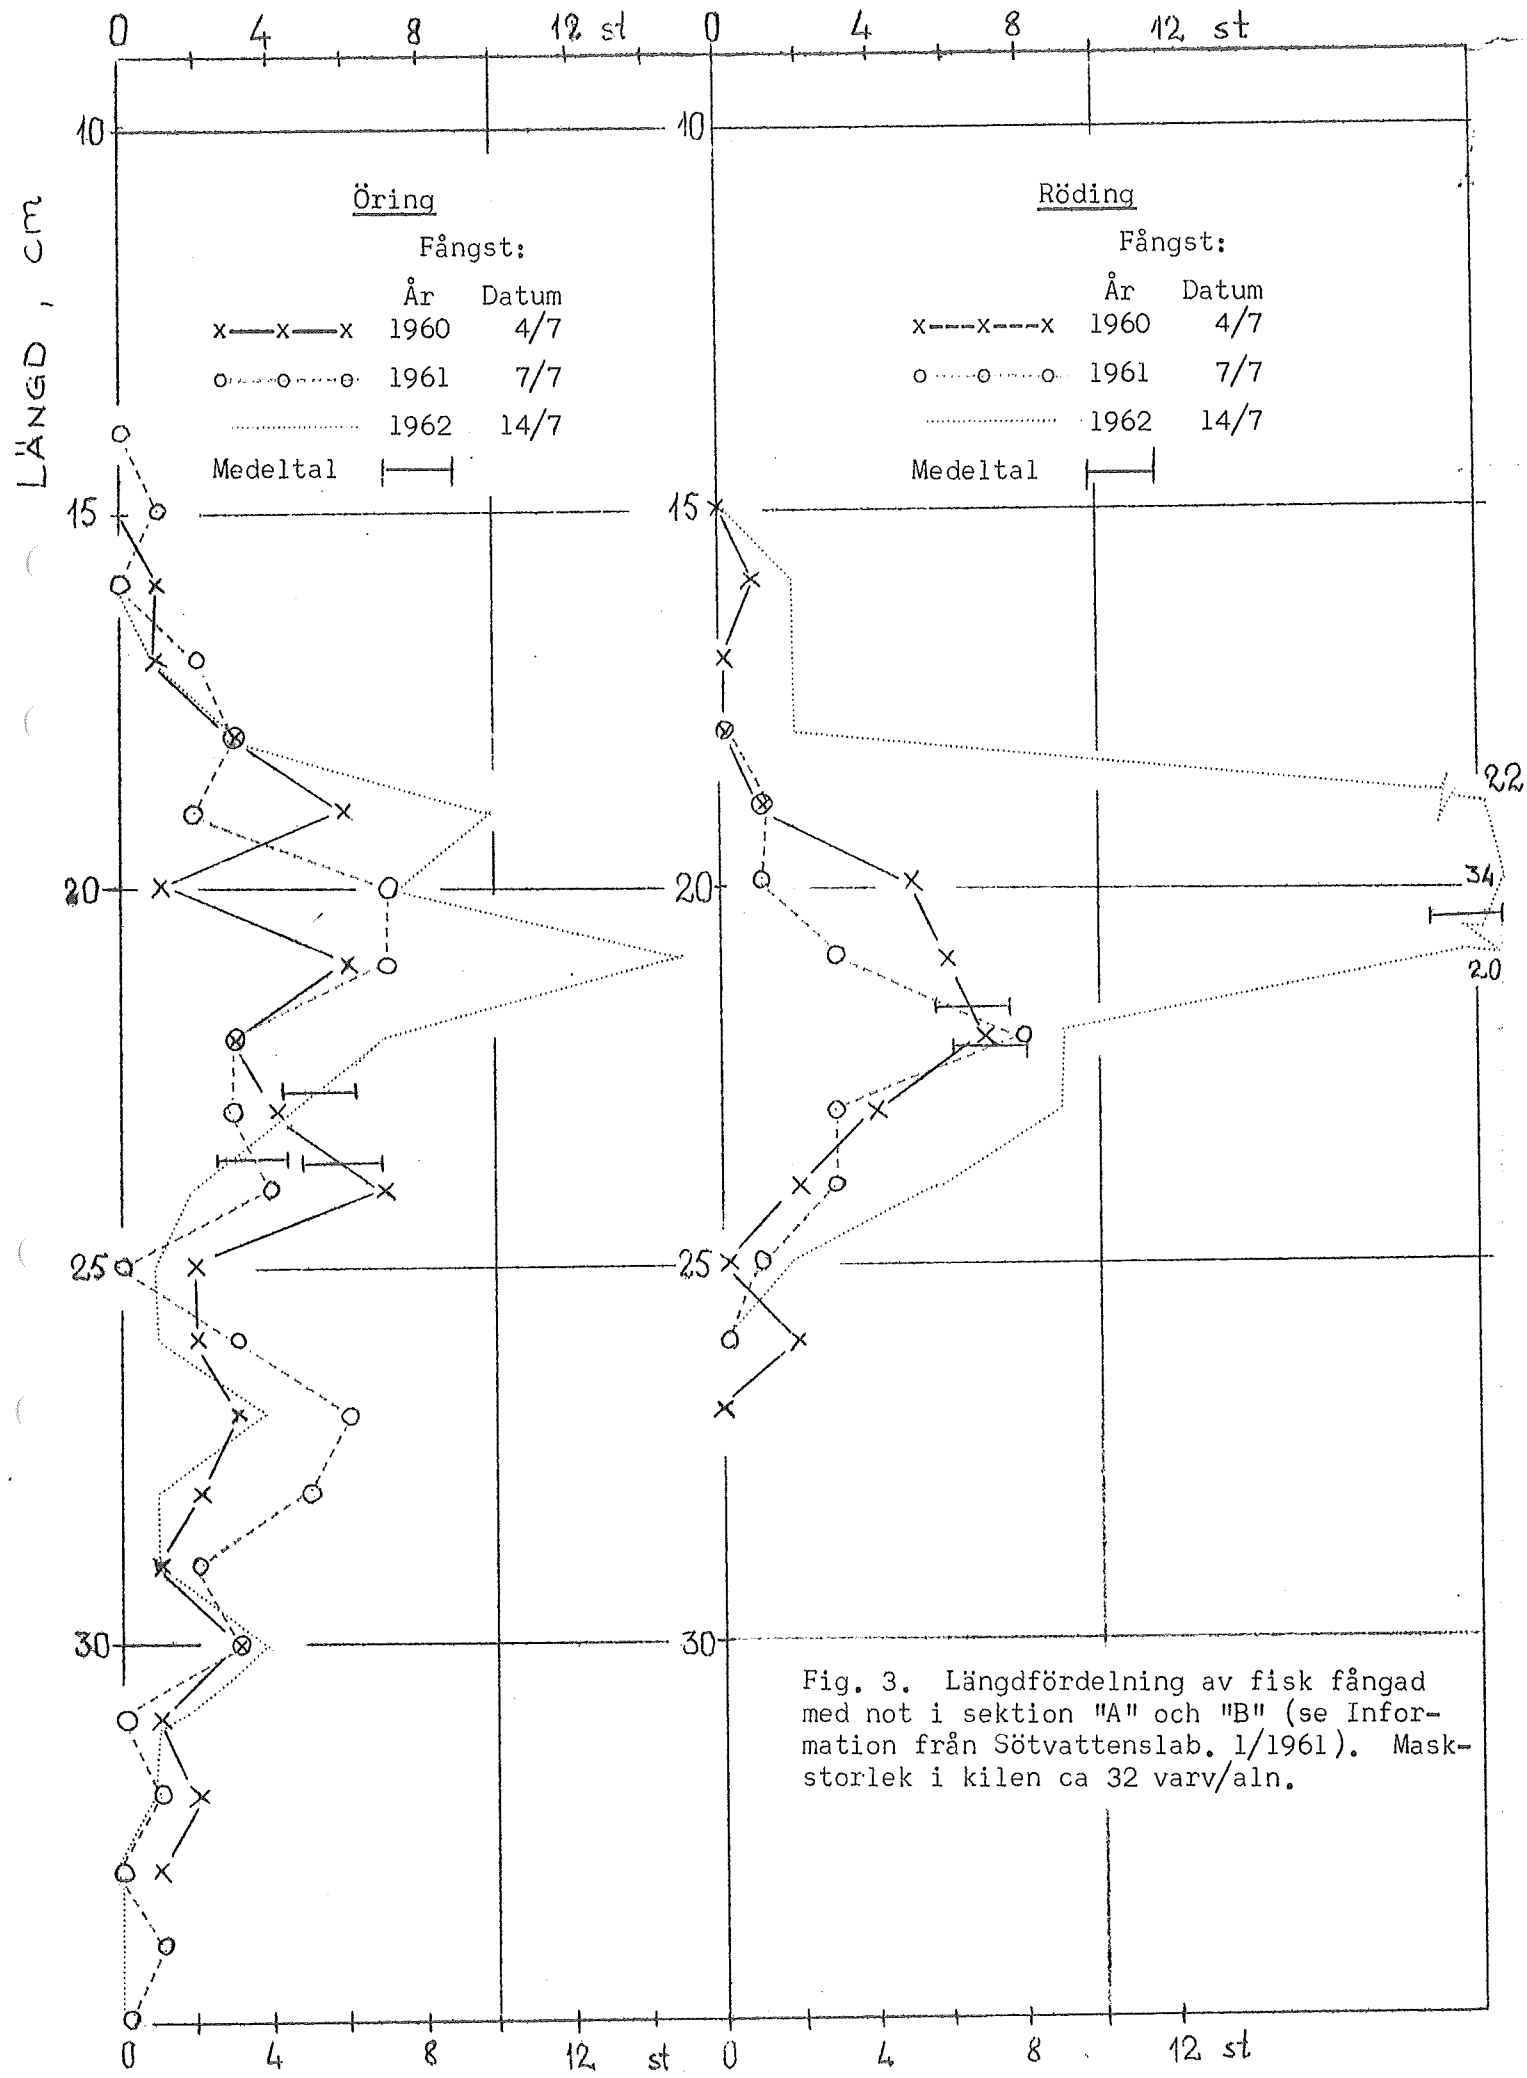 0 4 8 12 st 0 4 8 12 st
10 10
Öring
Fångst:
År Datum
x—x—x 1960 4/7
o---o---o 1961 7/7
........ 1962 14/7
Medeltal
Röding
Fångst:
År Datum
x---x---x 1960 4/7
o---o---o 1961 7/7
........ 1962 14/7
Medeltal
LÄNGD, cm
15 15
22
20 20 34
20
25 25
30 30
Fig. 3. Längdfördelning av fisk fångad
med not i sektion "A" och "B" (se Infor-
mation från Sötvattenslab. 1/1961). Mask-
storlek i kilen ca 32 varv/aln.
0 4 8 12 st 0 4 8 12 st